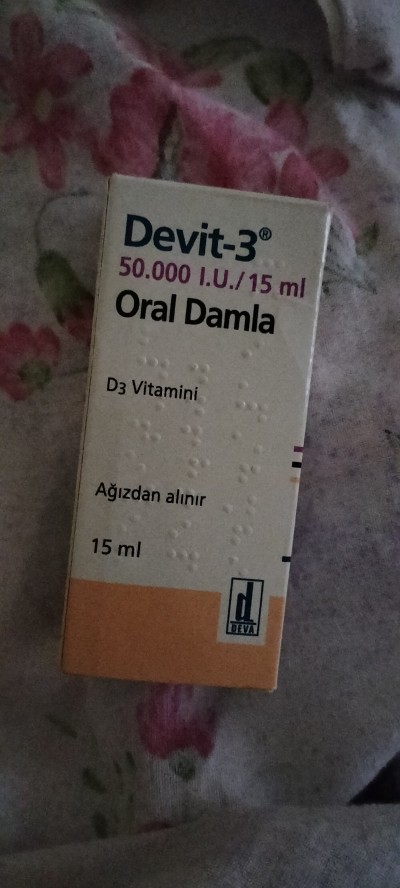 Devit-3®
50.000 I.U./15 ml
Oral Damla
D3 Vitamini
Ağızdan alınır
15 ml
d
DEVA